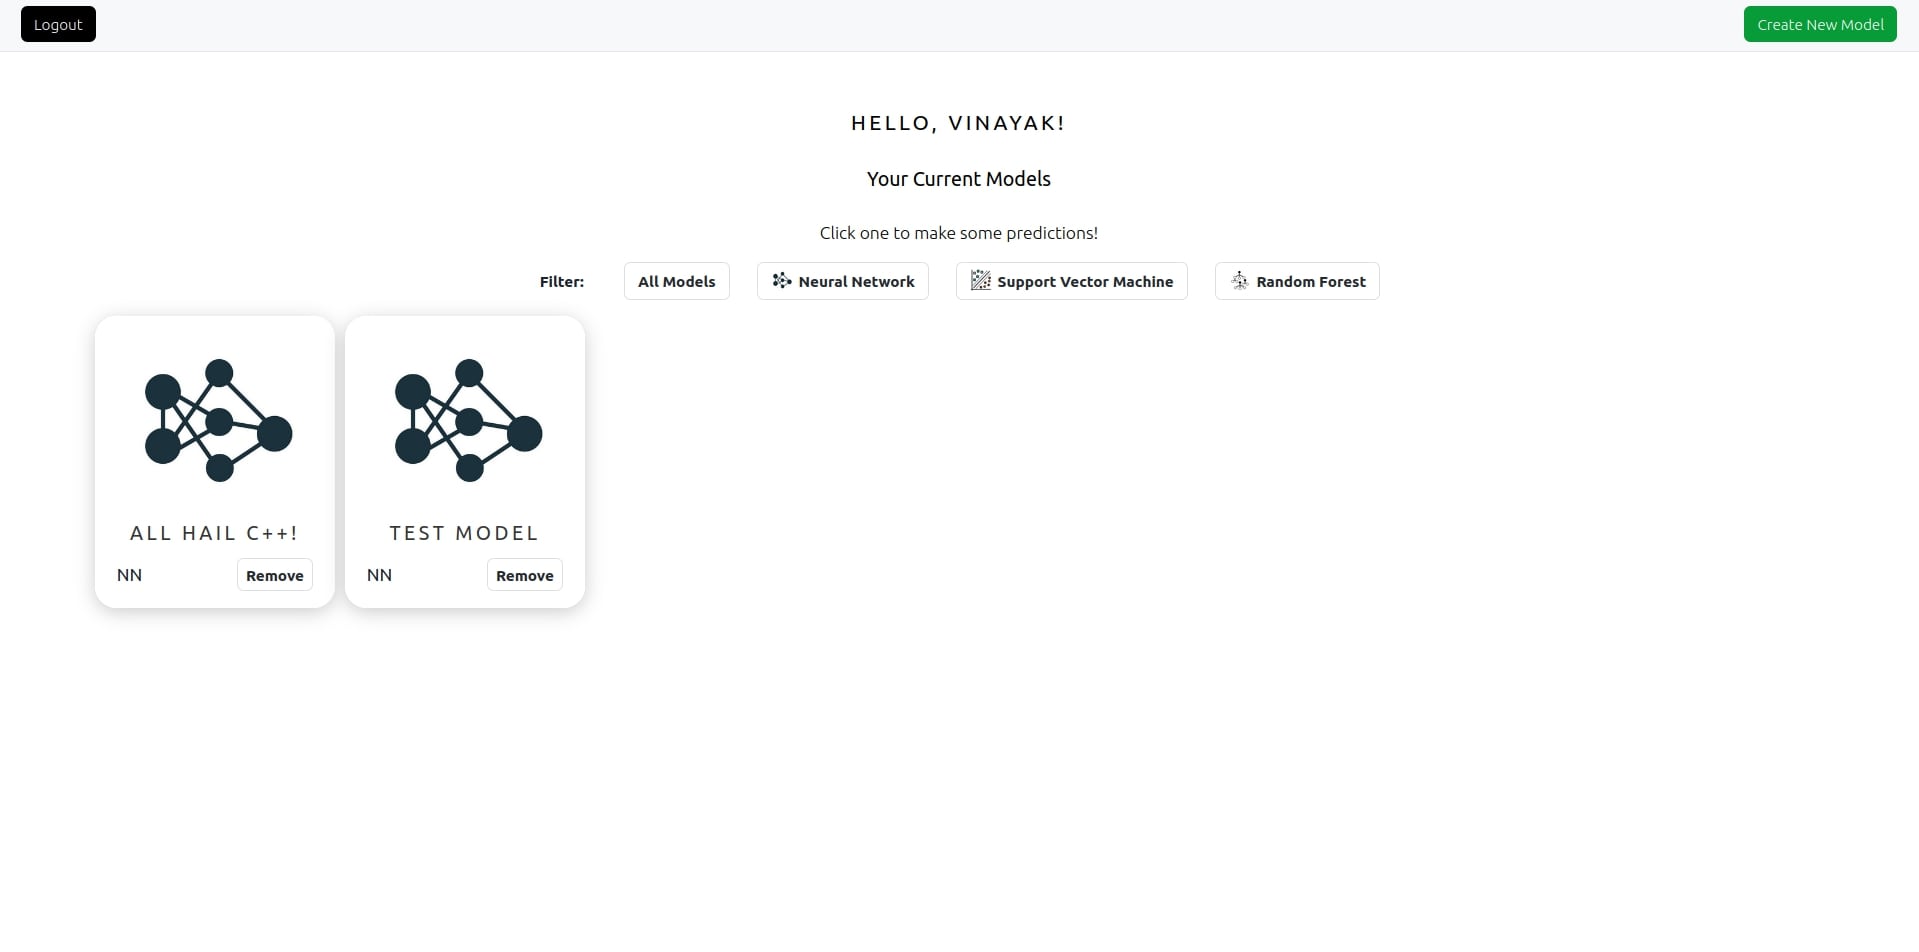 Logout
Create New Model
HELLO, VINAYAK!
Your Current Models
Click one to make some predictions!
Filter: All Models Neural Network Support Vector Machine Random Forest
ALL HAIL C++!
NN Remove
TEST MODEL
NN Remove